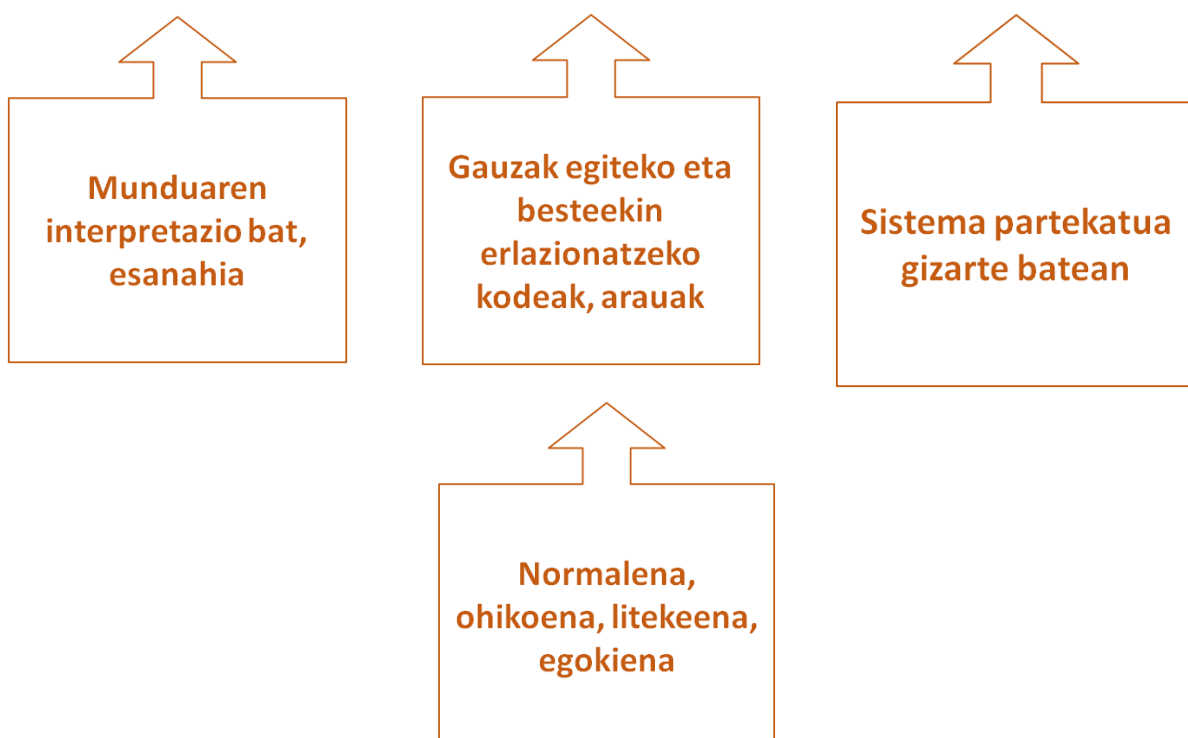 Munduaren
interpretazio bat,
esanahia
Gauzak egiteko eta
besteekin
erlazionatzeko
kodeak, arauak
Sistema partekatua
gizarte batean
Normalena,
ohikoena, litekeena,
egokiena